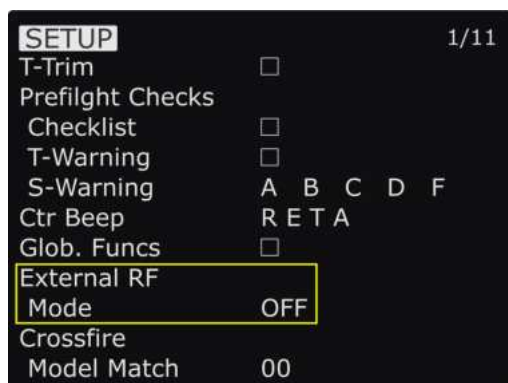 SETUP 1/11
T-Trim
Prefilght Checks
Checklist
T-Warning
S-Warning A B C D F
Ctr Beep R E T A
Glob. Funcs
External RF
Mode OFF
Crossfire
Model Match 00